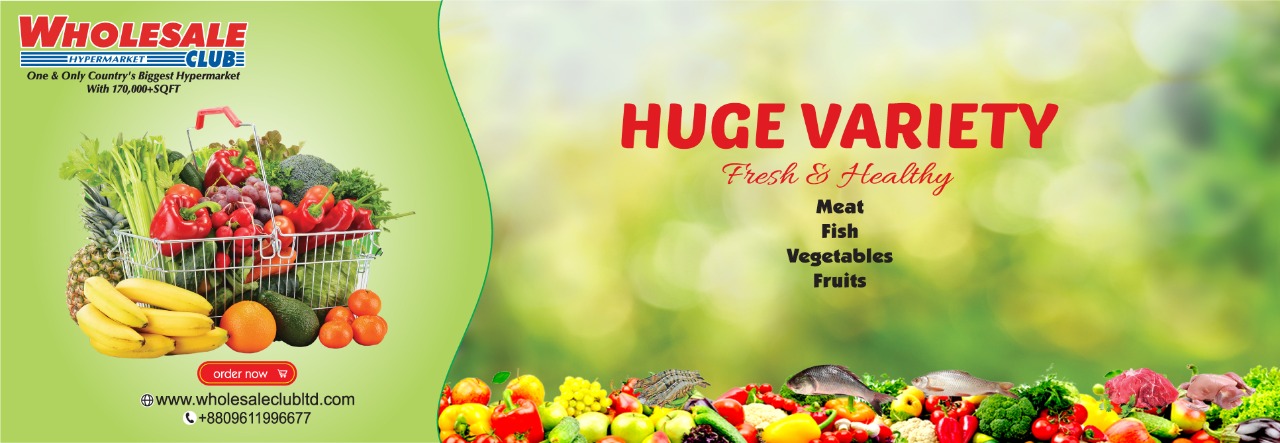 WHOLESALE
HYPERMARKET CLUB
One & Only Country's Biggest Hypermarket
With 170,000+SQFT
order now
www.wholesaleclubltd.com
+8809611996677
HUGE VARIETY
Fresh & Healthy
Meat
Fish
Vegetables
Fruits